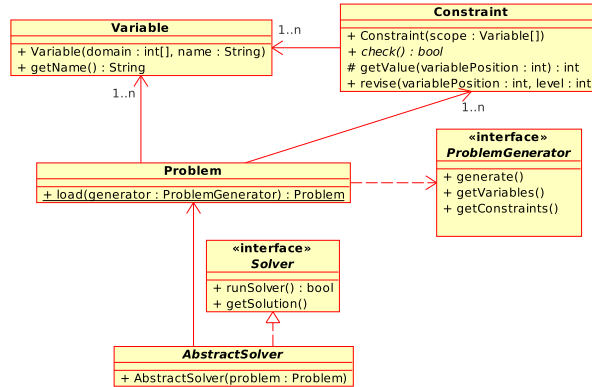 Variable
+ Variable(domain : int[], name : String)
+ getName() : String
1..n
Constraint
+ Constraint(scope : Variable[])
+ check() : bool
# getValue(variablePosition : int) : int
+ revise(variablePosition : int, level : int
1..n
1..n
Problem
+ load(generator : ProblemGenerator) : Problem
«interface»
ProblemGenerator
+ generate()
+ getVariables()
+ getConstraints()
«interface»
Solver
+ runSolver() : bool
+ getSolution()
AbstractSolver
+ AbstractSolver(problem : Problem)